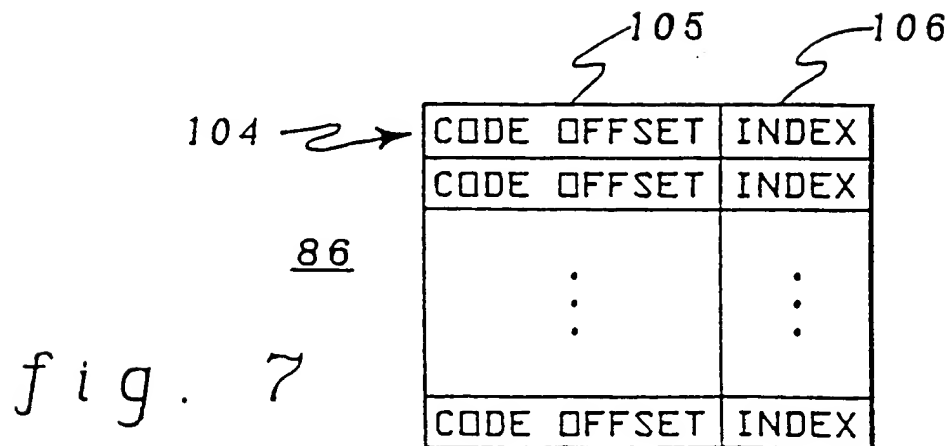 105 106
104 CODE OFFSET INDEX
CODE OFFSET INDEX
86
fig. 7
CODE OFFSET INDEX